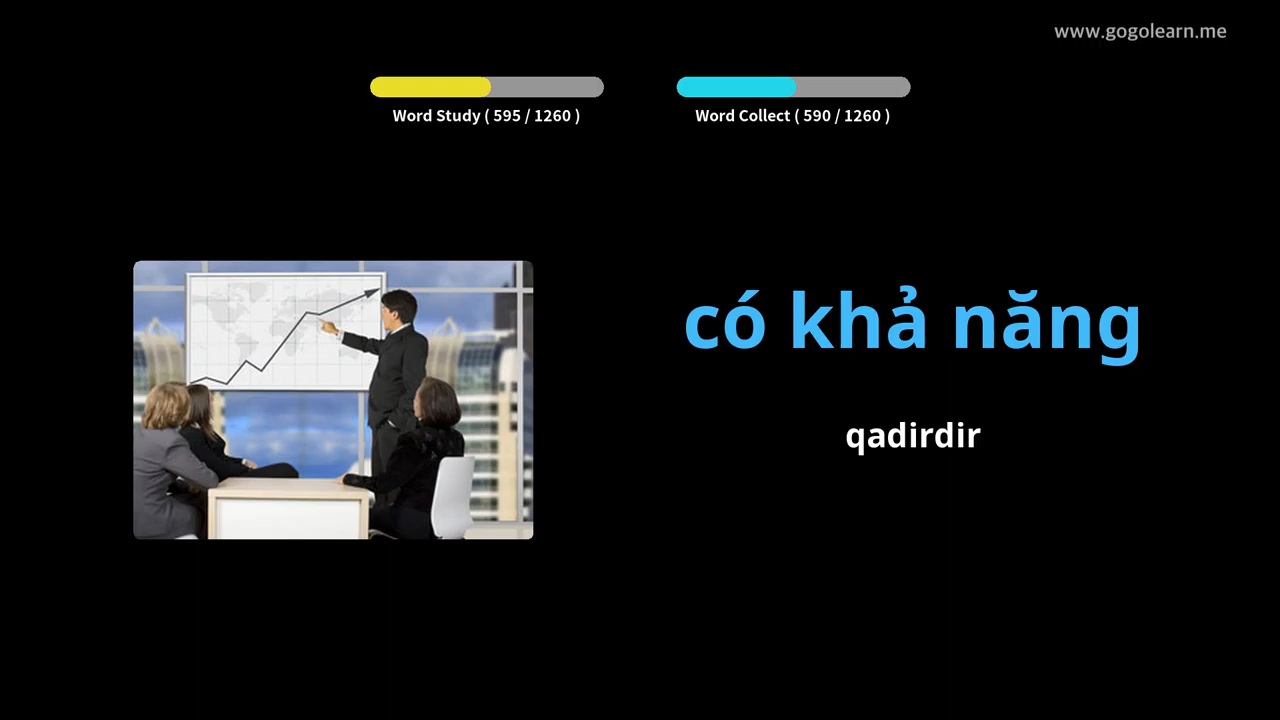 www.gogolearn.me
Word Study ( 595 / 1260 )
Word Collect ( 590 / 1260 )
có khả năng
qadirdir